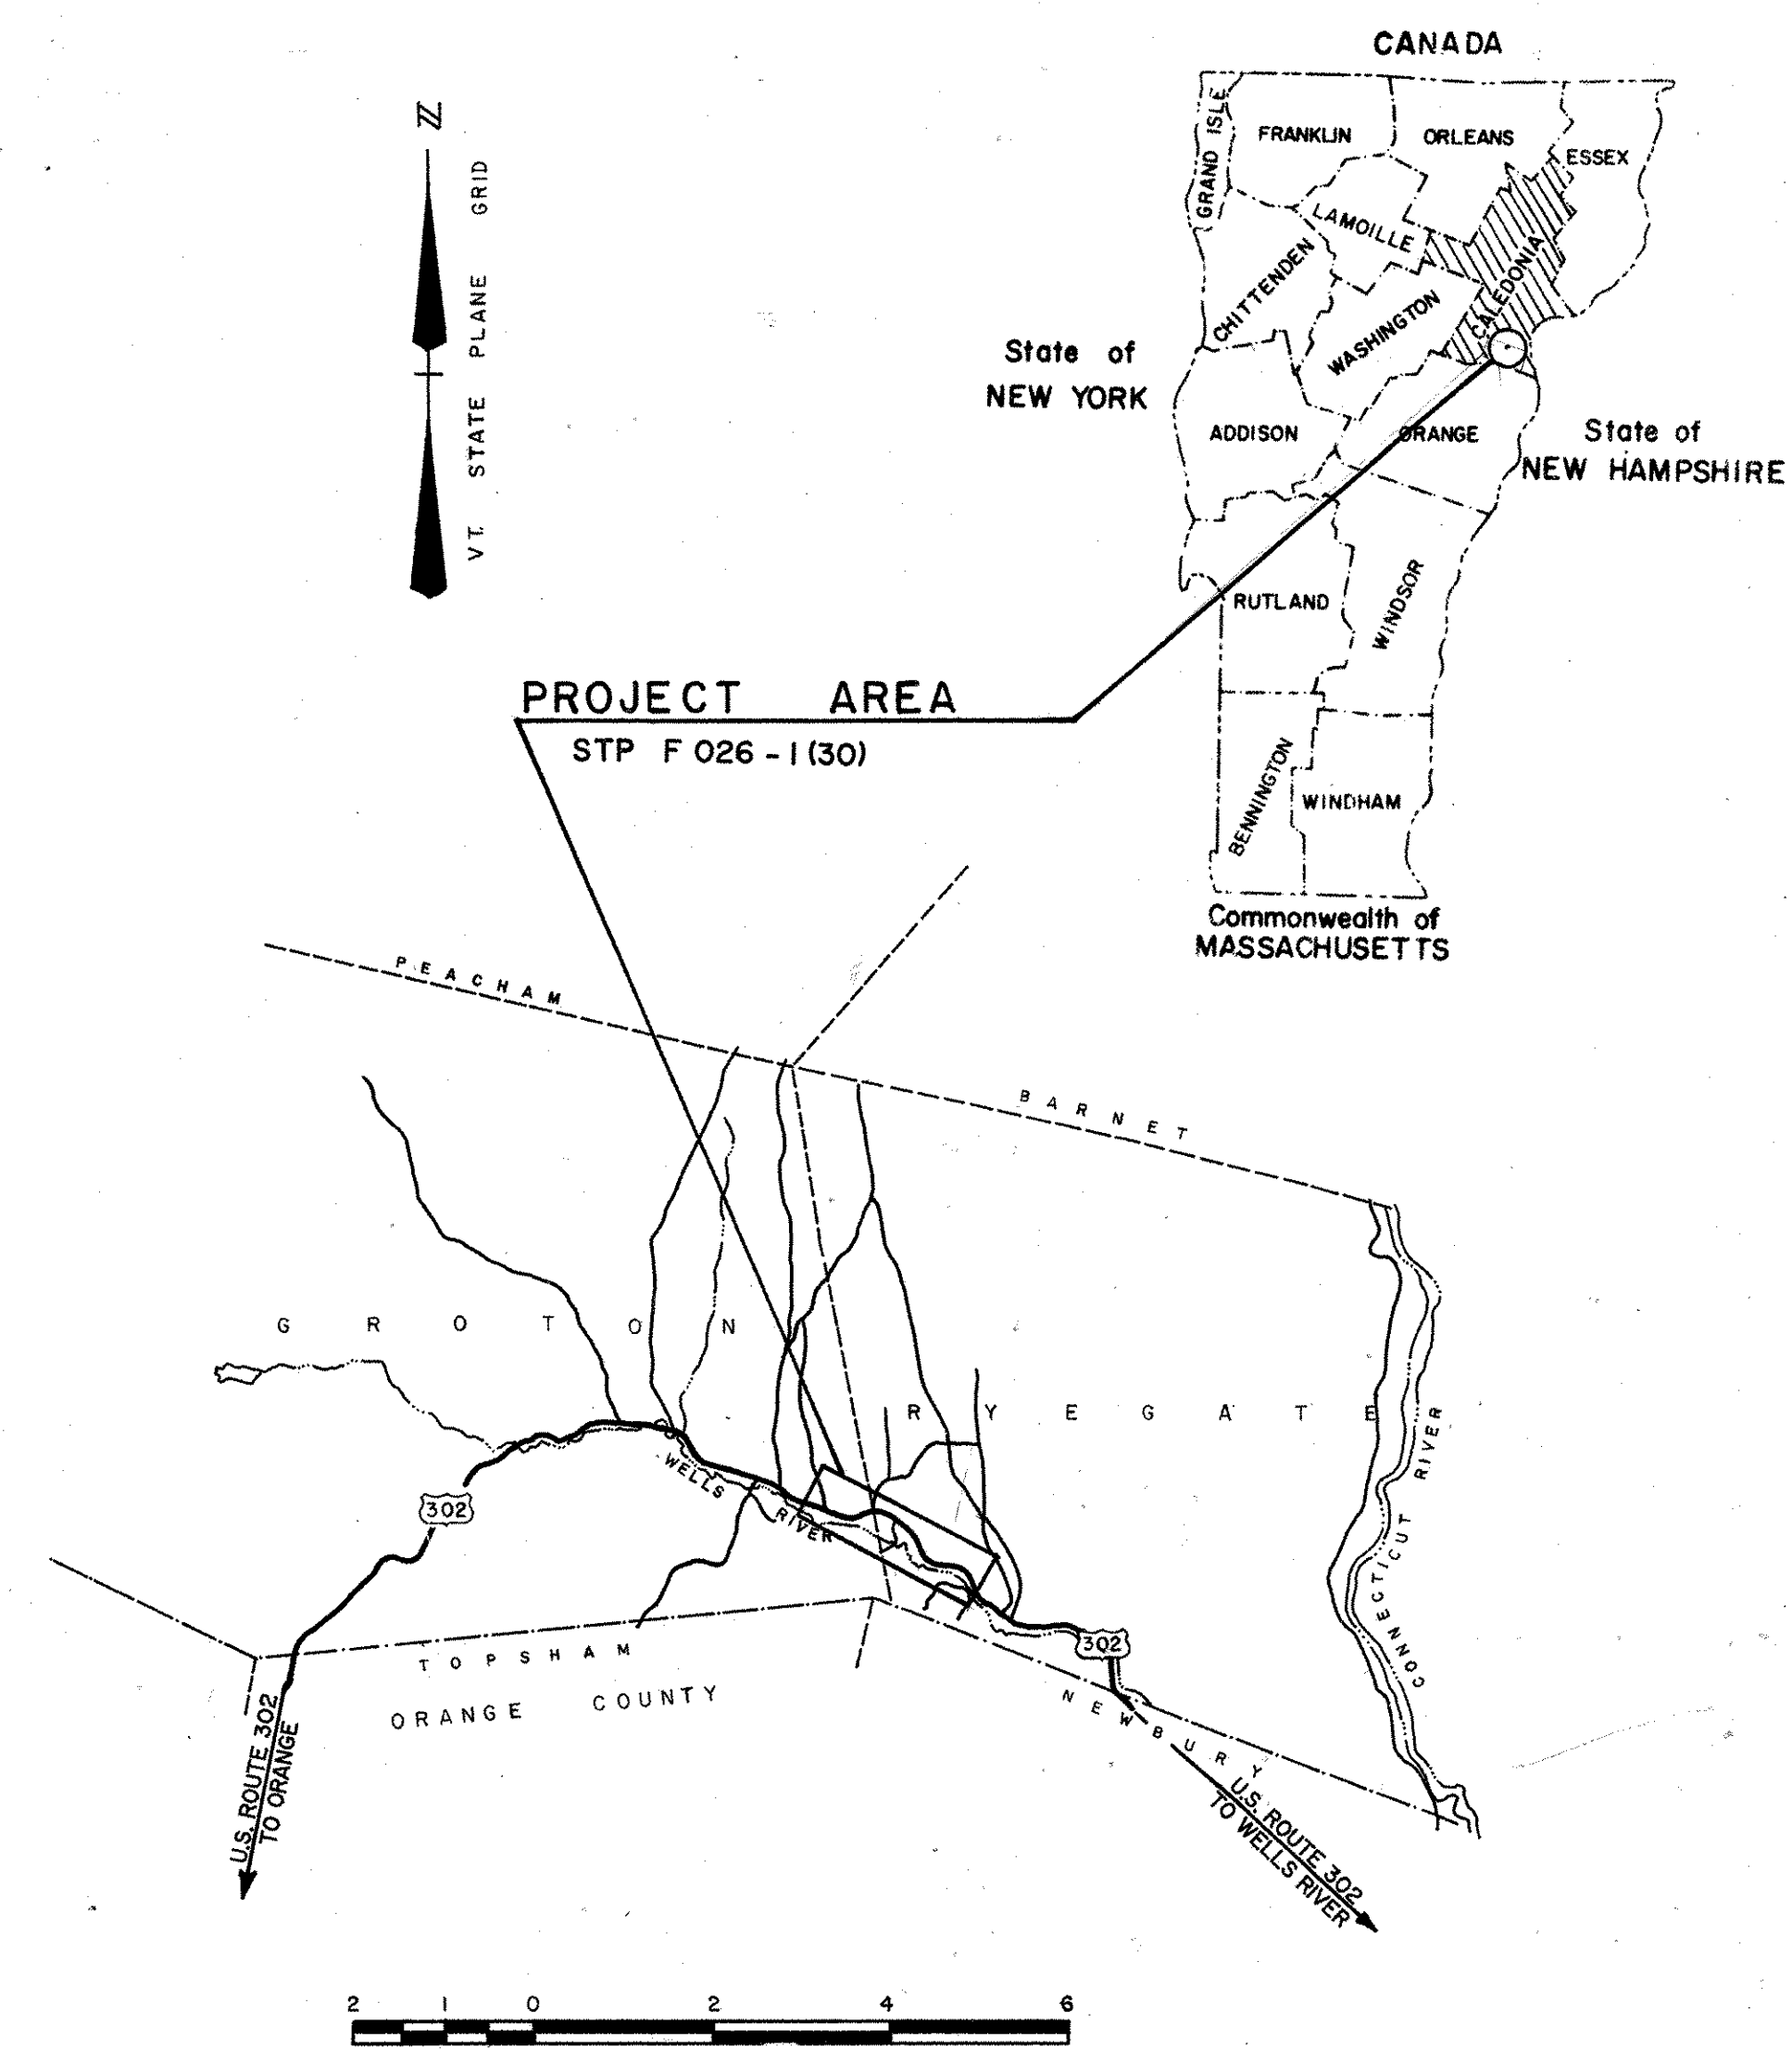 CANADA
GRAND ISLE
FRANKLIN
ORLEANS
ESSEX
LAMOILLE
CALEDONIA
CHITTENDEN
WASHINGTON
State of
NEW YORK
ADDISON
ORANGE
State of
NEW HAMPSHIRE
RUTLAND
WINDSOR
BENNINGTON
WINDHAM
Commonwealth of
MASSACHUSETTS
N
VT. STATE PLANE GRID
PROJECT AREA
STP F 026-1(30)
PEACHAM
BARNET
GROTON
RYEGATE
WELLS
RIVER
CONNECTICUT RIVER
302
302
TOPSHAM
ORANGE COUNTY
NEWBURY
U.S. ROUTE 302
TO ORANGE
U.S. ROUTE 302
TO WELLS RIVER
2 1 0 2 4 6